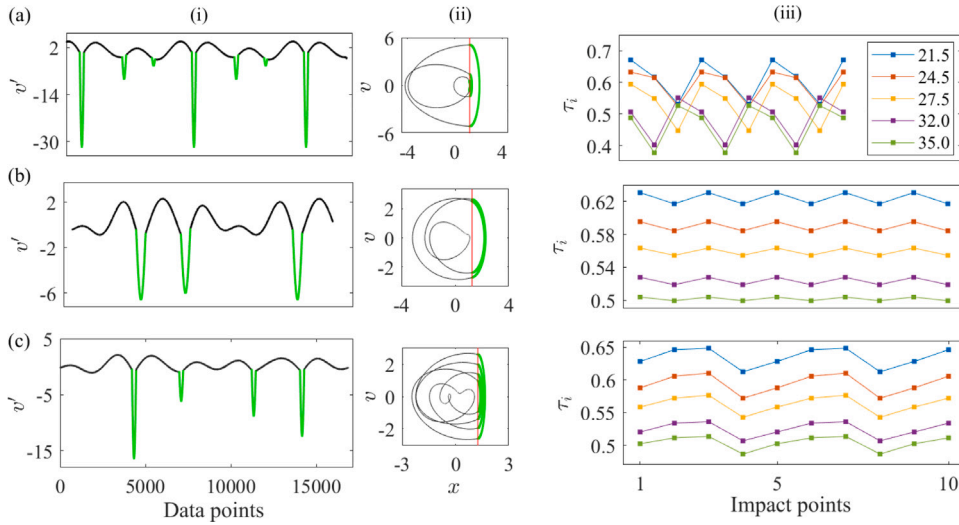 (i) (ii) (iii)
(a)
v′
2
-14
-30
v
6
0
-6
-4 0 4
τi
0.7
0.6
0.5
0.4
21.5
24.5
27.5
32.0
35.0
(b)
v′
2
-2
-6
v
2
0
-2
-4 0 4
0.62
0.58
0.54
0.5
(c)
v′
5
-5
-15
0 5000 10000 15000
Data points
v
2
0
-2
-3 0 3
x
τi
0.65
0.6
0.55
0.5
1 5 10
Impact points